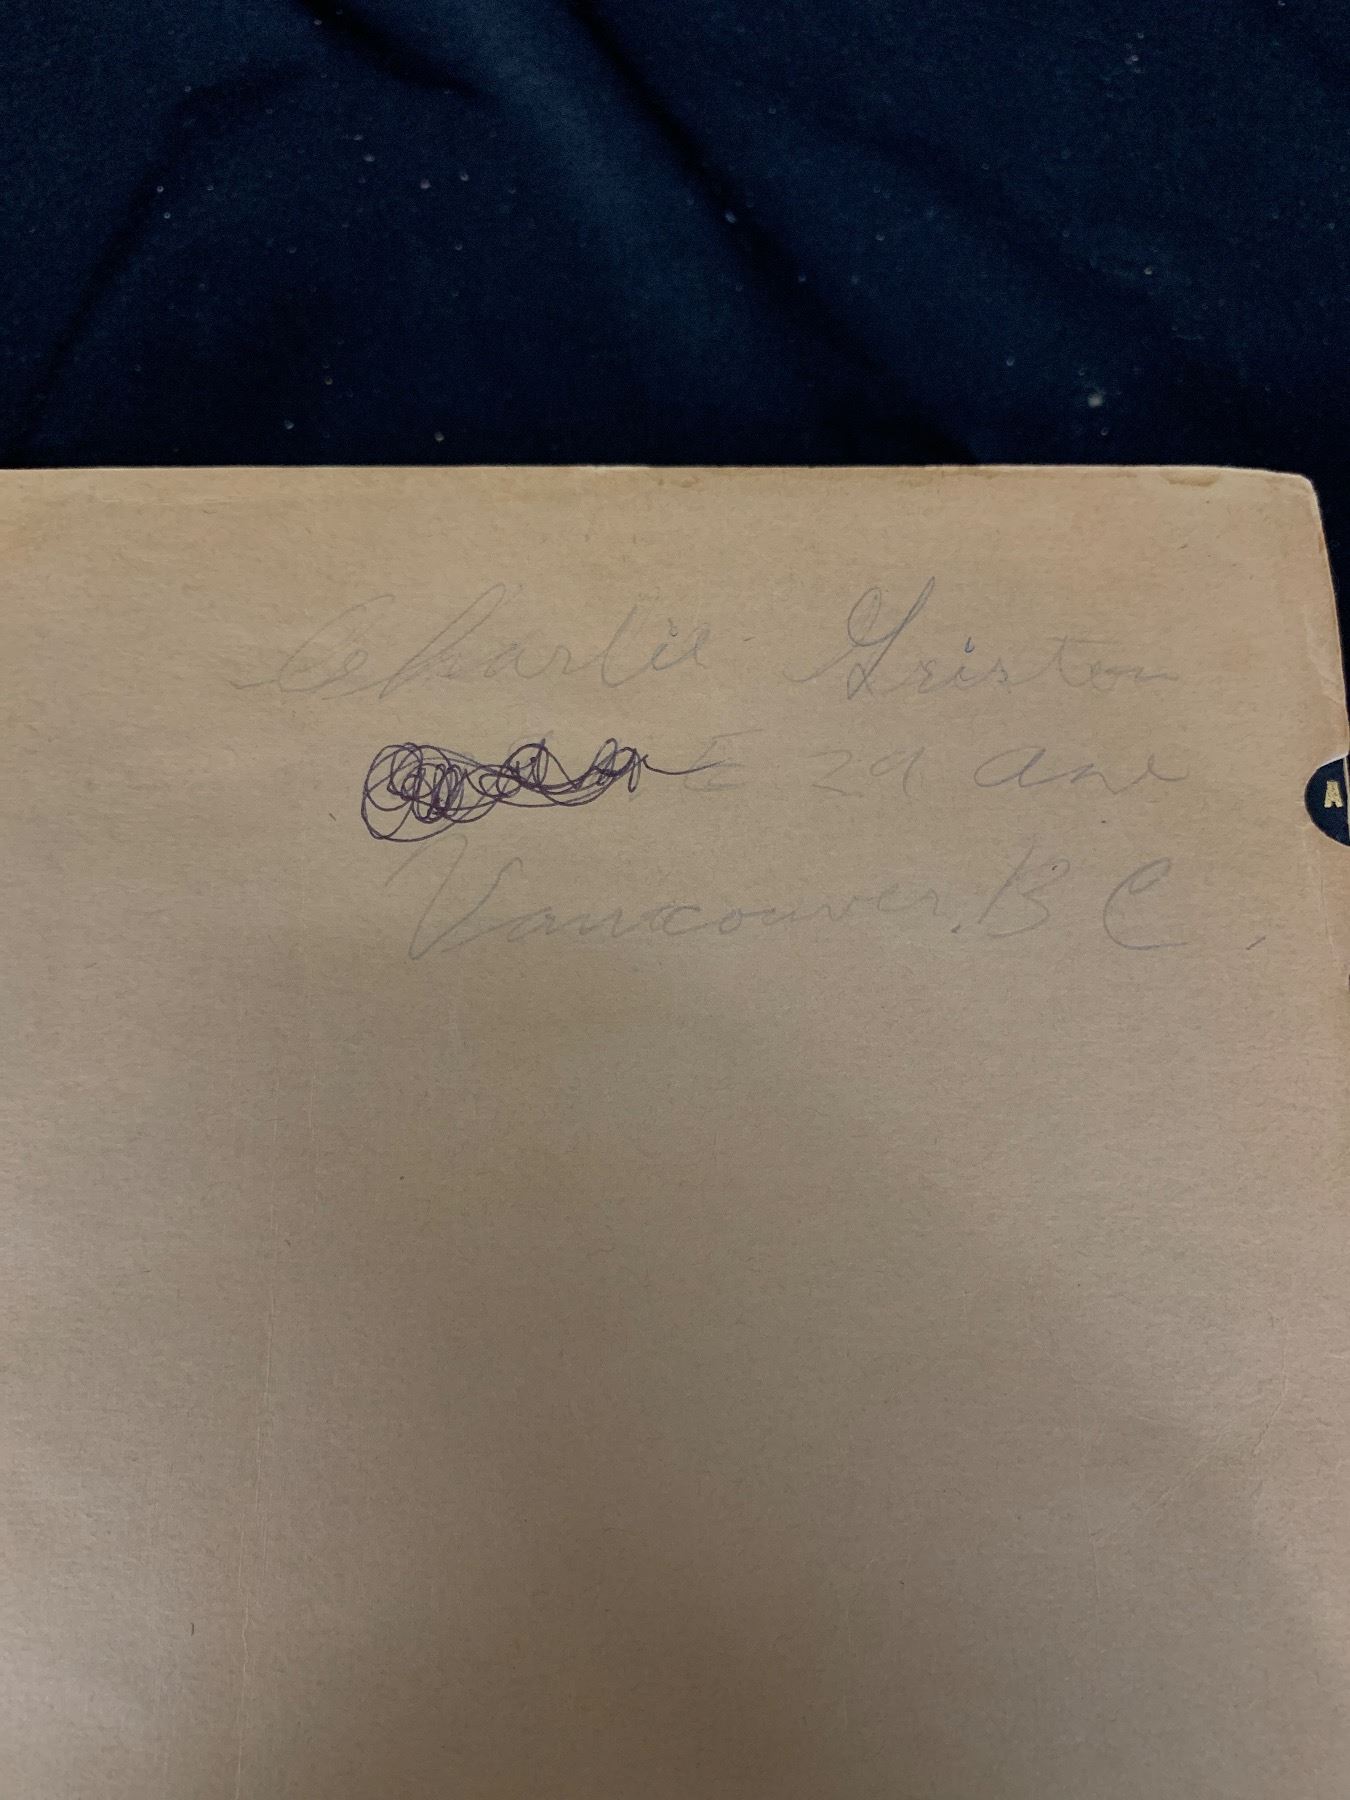 Charlie Griston
E 29 Ave
Vancouver. B C.
A